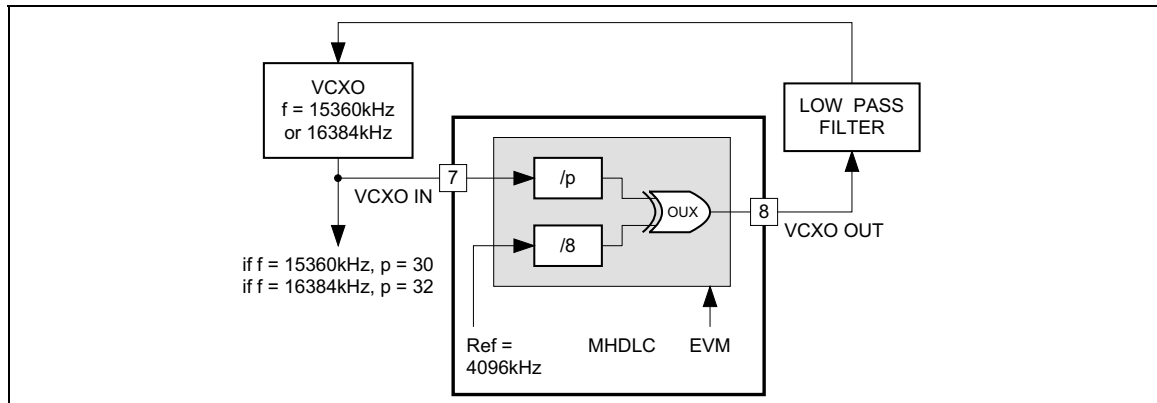 VCXO
f = 15360kHz
or 16384kHz
LOW PASS
FILTER
7
/p
VCXO IN
OUX
8
VCXO OUT
/8
if f = 15360kHz, p = 30
if f = 16384kHz, p = 32
Ref =
4096kHz
MHDLC
EVM